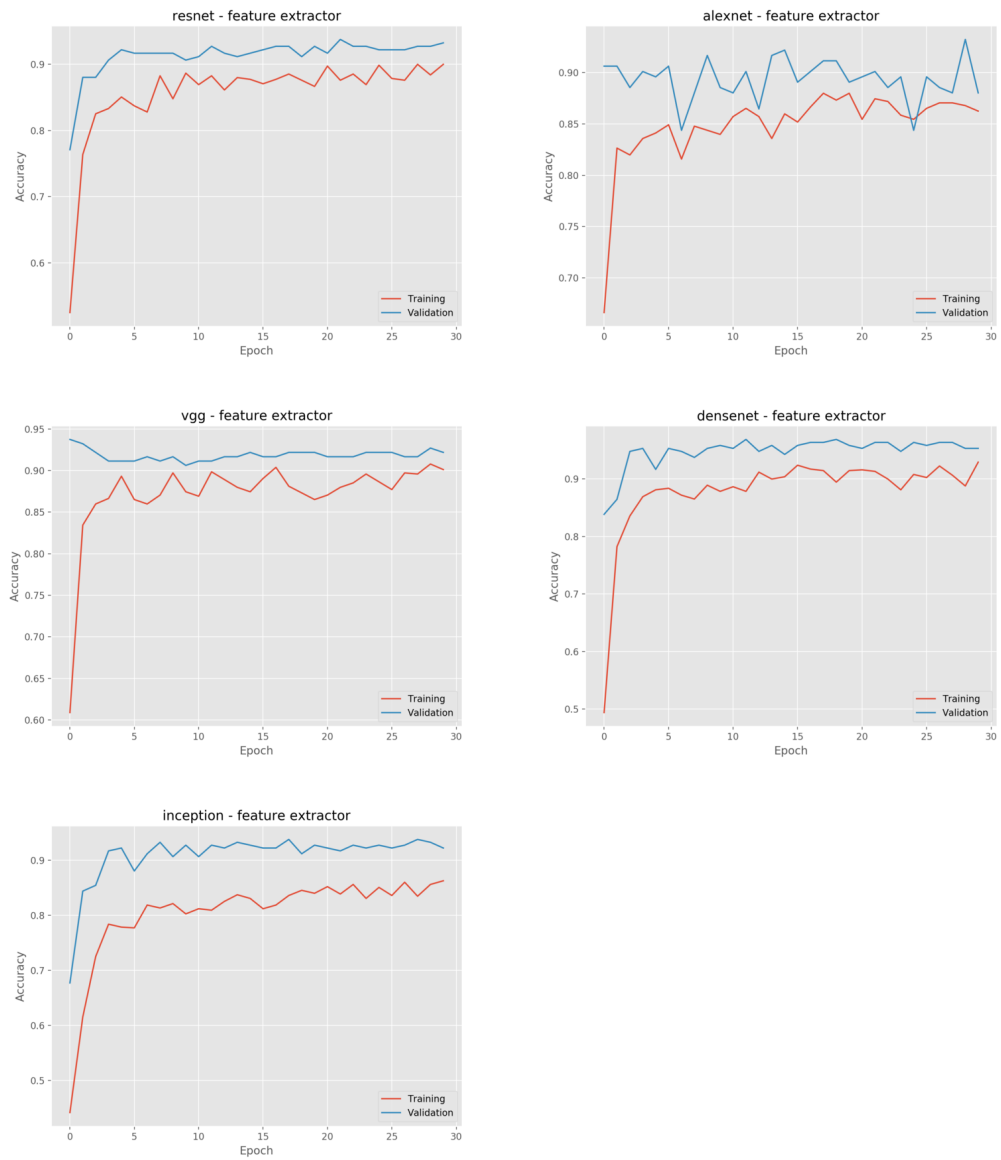 resnet - feature extractor
Accuracy
0.9
0.8
0.7
0.6
0
5
10
15
20
25
30
Epoch
Training
Validation
alexnet - feature extractor
Accuracy
0.90
0.85
0.80
0.75
0.70
0
5
10
15
20
25
30
Epoch
Training
Validation
vgg - feature extractor
Accuracy
0.95
0.90
0.85
0.80
0.75
0.70
0.65
0.60
0
5
10
15
20
25
30
Epoch
Training
Validation
densenet - feature extractor
Accuracy
0.9
0.8
0.7
0.6
0.5
0
5
10
15
20
25
30
Epoch
Training
Validation
inception - feature extractor
Accuracy
0.9
0.8
0.7
0.6
0.5
0
5
10
15
20
25
30
Epoch
Training
Validation